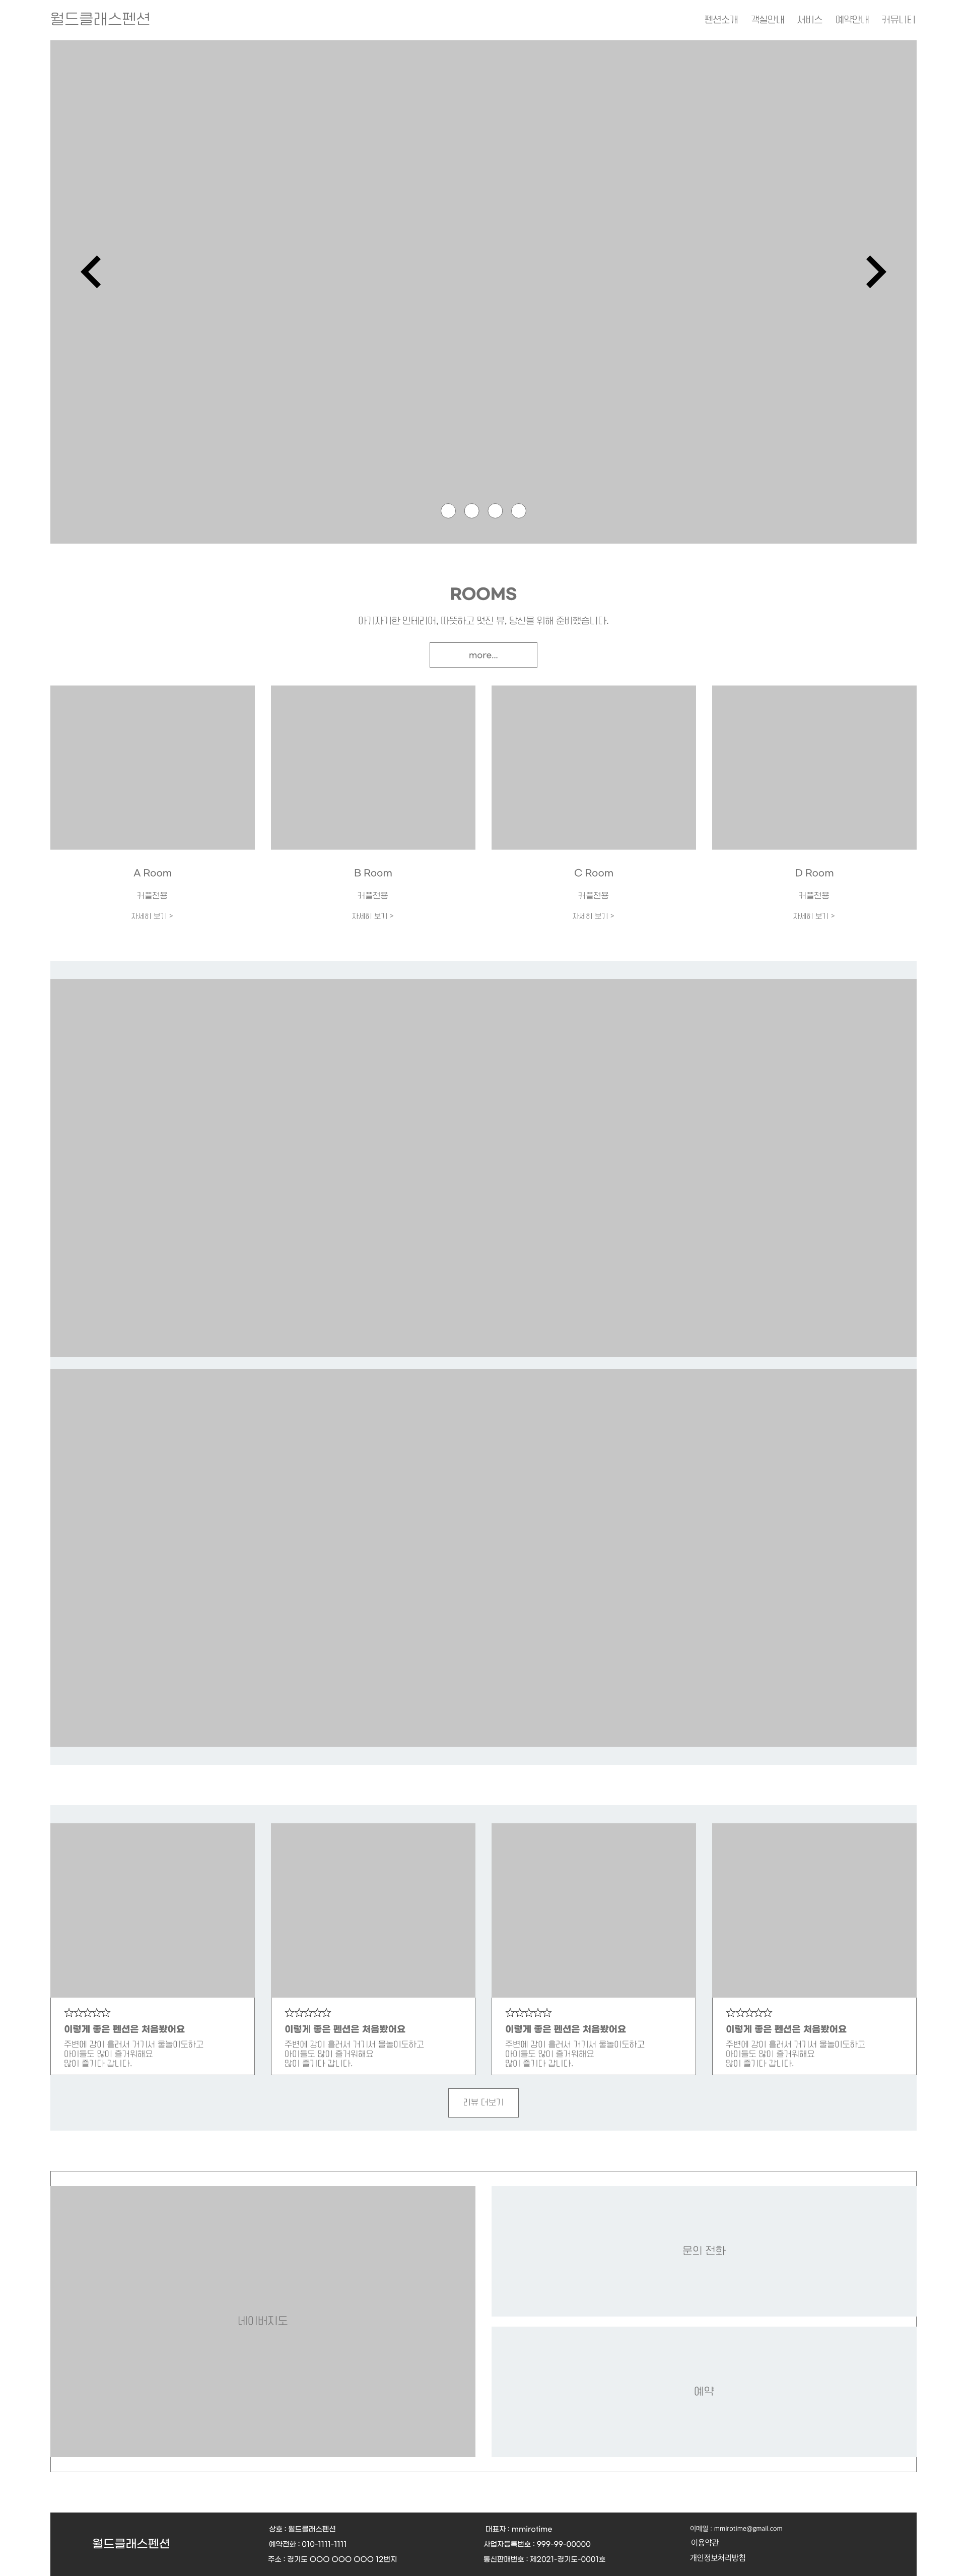 월드클래스펜션
펜션소개 객실안내 서비스 예약안내 커뮤니티
ROOMS
아기자기한 인테리어, 따뜻하고 멋진 뷰, 당신을 위해 준비했습니다.
more...
A Room B Room C Room D Room
커플전용 커플전용 커플전용 커플전용
자세히 보기 > 자세히 보기 > 자세히 보기 > 자세히 보기 >
이렇게 좋은 펜션은 처음봤어요
주변에 강이 흘러서 거기서 물놀이도하고
아이들도 많이 즐거워해요
많이 즐기다 갑니다.
이렇게 좋은 펜션은 처음봤어요
주변에 강이 흘러서 거기서 물놀이도하고
아이들도 많이 즐거워해요
많이 즐기다 갑니다.
이렇게 좋은 펜션은 처음봤어요
주변에 강이 흘러서 거기서 물놀이도하고
아이들도 많이 즐거워해요
많이 즐기다 갑니다.
이렇게 좋은 펜션은 처음봤어요
주변에 강이 흘러서 거기서 물놀이도하고
아이들도 많이 즐거워해요
많이 즐기다 갑니다.
리뷰 더보기
네이버지도
문의 전화
예약
월드클래스펜션
상호 : 월드클래스펜션
예약전화 : 010-1111-1111
주소 : 경기도 OOO OOO OOO 12번지
대표자 : mmirotime
사업자등록번호 : 999-99-00000
통신판매번호 : 제2021-경기도-0001호
이메일 : mmirotime@gmail.com
이용약관
개인정보처리방침